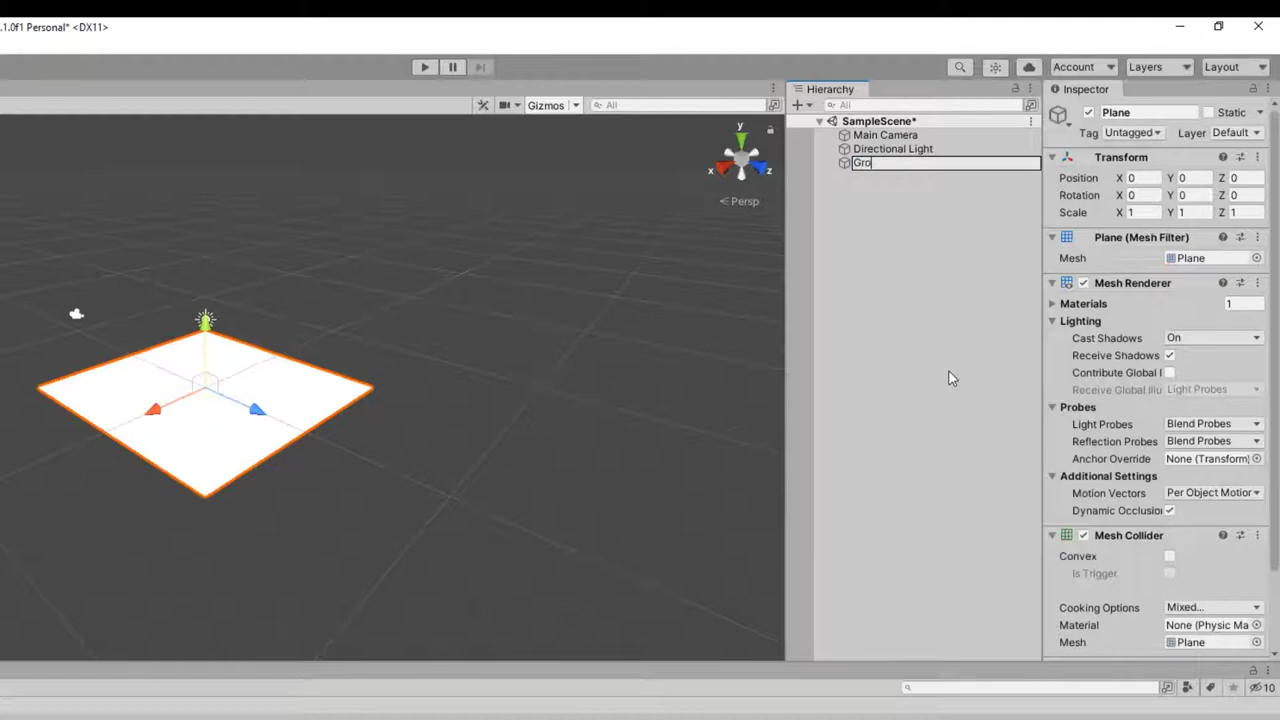 .1.0f1 Personal* <DX11>
Account Layers Layout
Gizmos All
Hierarchy
All
SampleScene*
Main Camera
Directional Light
Gro
y
x
z
Persp
Inspector
Plane Static
Tag Untagged Layer Default
Transform
Position X 0 Y 0 Z 0
Rotation X 0 Y 0 Z 0
Scale X 1 Y 1 Z 1
Plane (Mesh Filter)
Mesh Plane
Mesh Renderer
Materials 1
Lighting
Cast Shadows On
Receive Shadows
Contribute Global I
Receive Global Illu Light Probes
Probes
Light Probes Blend Probes
Reflection Probes Blend Probes
Anchor Override None (Transform)
Additional Settings
Motion Vectors Per Object Motior
Dynamic Occlusior
Mesh Collider
Convex
Is Trigger
Cooking Options Mixed...
Material None (Physic Ma
Mesh Plane
10